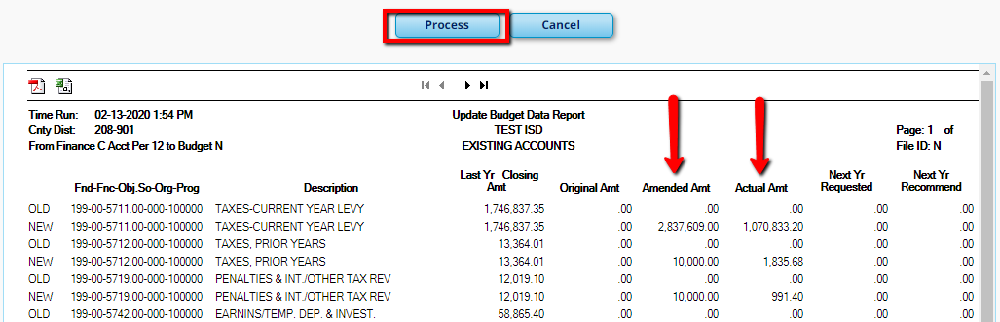 Process Cancel
Time Run: 02-13-2020 1:54 PM Update Budget Data Report
Cnty Dist: 208-901 TEST ISD Page: 1 of
From Finance C Acct Per 12 to Budget N EXISTING ACCOUNTS File ID: N
Last Yr Closing Next Yr Next Yr
Fnd-Fnc-Obj.So-Org-Prog Description Amt Original Amt Amended Amt Actual Amt Requested Recommend
OLD 199-00-5711.00-000-100000 TAXES-CURRENT YEAR LEVY 1,746,837.35 .00 .00 .00 .00 .00
NEW 199-00-5711.00-000-100000 TAXES-CURRENT YEAR LEVY 1,746,837.35 .00 2,837,609.00 1,070,833.20 .00 .00
OLD 199-00-5712.00-000-100000 TAXES, PRIOR YEARS 13,364.01 .00 .00 .00 .00 .00
NEW 199-00-5712.00-000-100000 TAXES, PRIOR YEARS 13,364.01 .00 10,000.00 1,835.68 .00 .00
OLD 199-00-5719.00-000-100000 PENALTIES & INT./OTHER TAX REV 12,019.10 .00 .00 .00 .00 .00
NEW 199-00-5719.00-000-100000 PENALTIES & INT./OTHER TAX REV 12,019.10 .00 10,000.00 991.40 .00 .00
OLD 199-00-5742.00-000-100000 EARNINS/TEMP. DEP. & INVEST. 58,865.40 .00 .00 .00 .00 .00